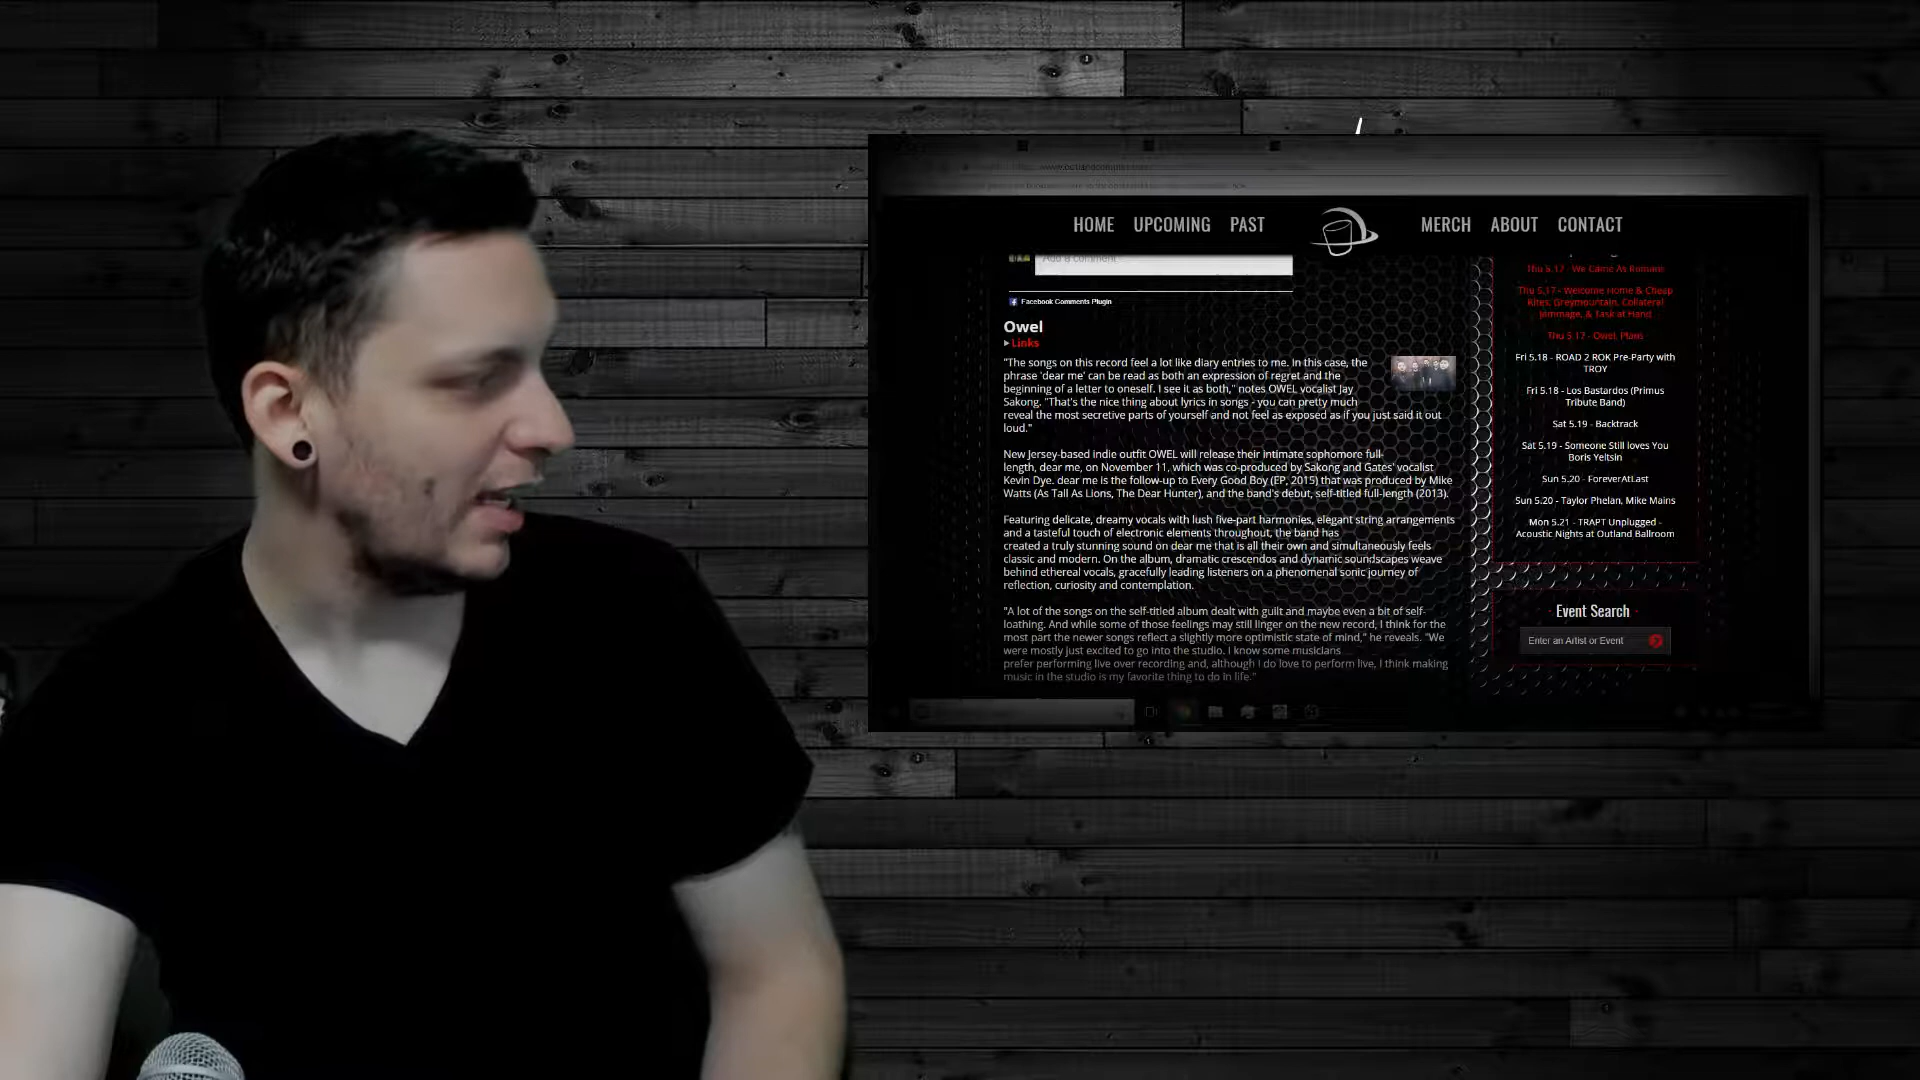 HOME UPCOMING PAST MERCH ABOUT CONTACT
Add a comment
Facebook Comments Plugin
Owel
Links
"The songs on this record feel a lot like diary entries to me. In this case, the
phrase 'dear me' can be read as both an expression of regret and the
beginning of a letter to oneself. I see it as both," notes OWEL vocalist Jay
Sakong. "That's the nice thing about lyrics in songs - you can pretty much
reveal the most secretive parts of yourself and not feel as exposed as if you just said it out
loud."
New Jersey-based indie outfit OWEL will release their intimate sophomore full-
length, dear me, on November 11, which was co-produced by Sakong and Gates' vocalist
Kevin Dye. dear me is the follow-up to Every Good Boy (EP, 2015) that was produced by Mike
Watts (As Tall As Lions, The Dear Hunter), and the band's debut, self-titled full-length (2013).
Featuring delicate, dreamy vocals with lush five-part harmonies, elegant string arrangements
and a tasteful touch of electronic elements throughout, the band has
created a truly stunning sound on dear me that is all their own and simultaneously feels
classic and modern. On the album, dramatic crescendos and dynamic soundscapes weave
behind ethereal vocals, gracefully leading listeners on a phenomenal sonic journey of
reflection, curiosity and contemplation.
"A lot of the songs on the self-titled album dealt with guilt and maybe even a bit of self-
loathing. And while some of those feelings may still linger on the new record, I think for the
most part the newer songs reflect a slightly more optimistic state of mind," he reveals. "We
were mostly just excited to go into the studio. I know some musicians
prefer performing live over recording and, although I do love to perform live, I think making
music in the studio is my favorite thing to do in life."
Thu 5.17 - We Came As Romans
Thu 5.17 - Welcome Home & Cheap
Kites, Greymountain, Collateral
Jammage, & Task at Hand
Thu 5.17 - Owel, Plans
Fri 5.18 - ROAD 2 ROK Pre-Party with
TROY
Fri 5.18 - Los Bastardos (Primus
Tribute Band)
Sat 5.19 - Backtrack
Sat 5.19 - Someone Still loves You
Boris Yeltsin
Sun 5.20 - ForeverAtLast
Sun 5.20 - Taylor Phelan, Mike Mains
Mon 5.21 - TRAPT Unplugged -
Acoustic Nights at Outland Ballroom
Event Search
Enter an Artist or Event